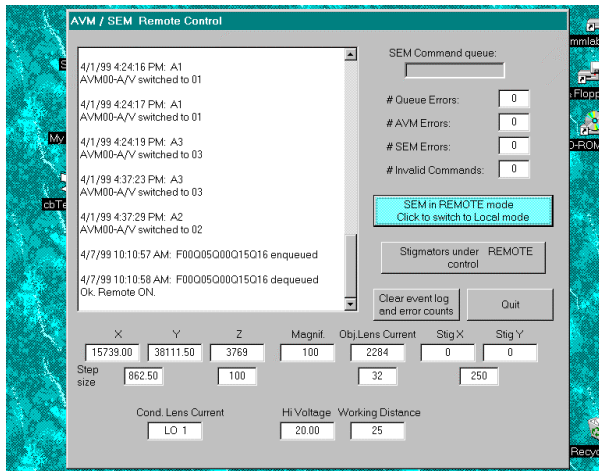 AVM / SEM Remote Control
4/1/99 4:24:16 PM: A1
AVM00-A/V switched to 01
4/1/99 4:24:17 PM: A1
AVM00-A/V switched to 01
4/1/99 4:24:19 PM: A3
AVM00-A/V switched to 03
4/1/99 4:37:23 PM: A3
AVM00-A/V switched to 03
4/1/99 4:37:29 PM: A2
AVM00-A/V switched to 02
4/7/99 10:10:57 AM: F00Q05Q00Q15Q16 enqueued
4/7/99 10:10:58 AM: F00Q05Q00Q15Q16 dequeued
Ok. Remote ON.
SEM Command queue:
# Queue Errors: 0
# AVM Errors: 0
# SEM Errors: 0
# Invalid Commands: 0
SEM in REMOTE mode
Click to switch to Local mode
Stigmators under REMOTE
control
Clear event log
and error counts
Quit
X Y Z Magnif. Obj.Lens Current Stig X Stig Y
15739.00 38111.50 3769 100 2284 0 0
Step
size
862.50 100 32 250
Cond. Lens Current Hi Voltage Working Distance
LO 1 20.00 25
My
cbTe
mmlab
Flopp
D-ROM
Recyc